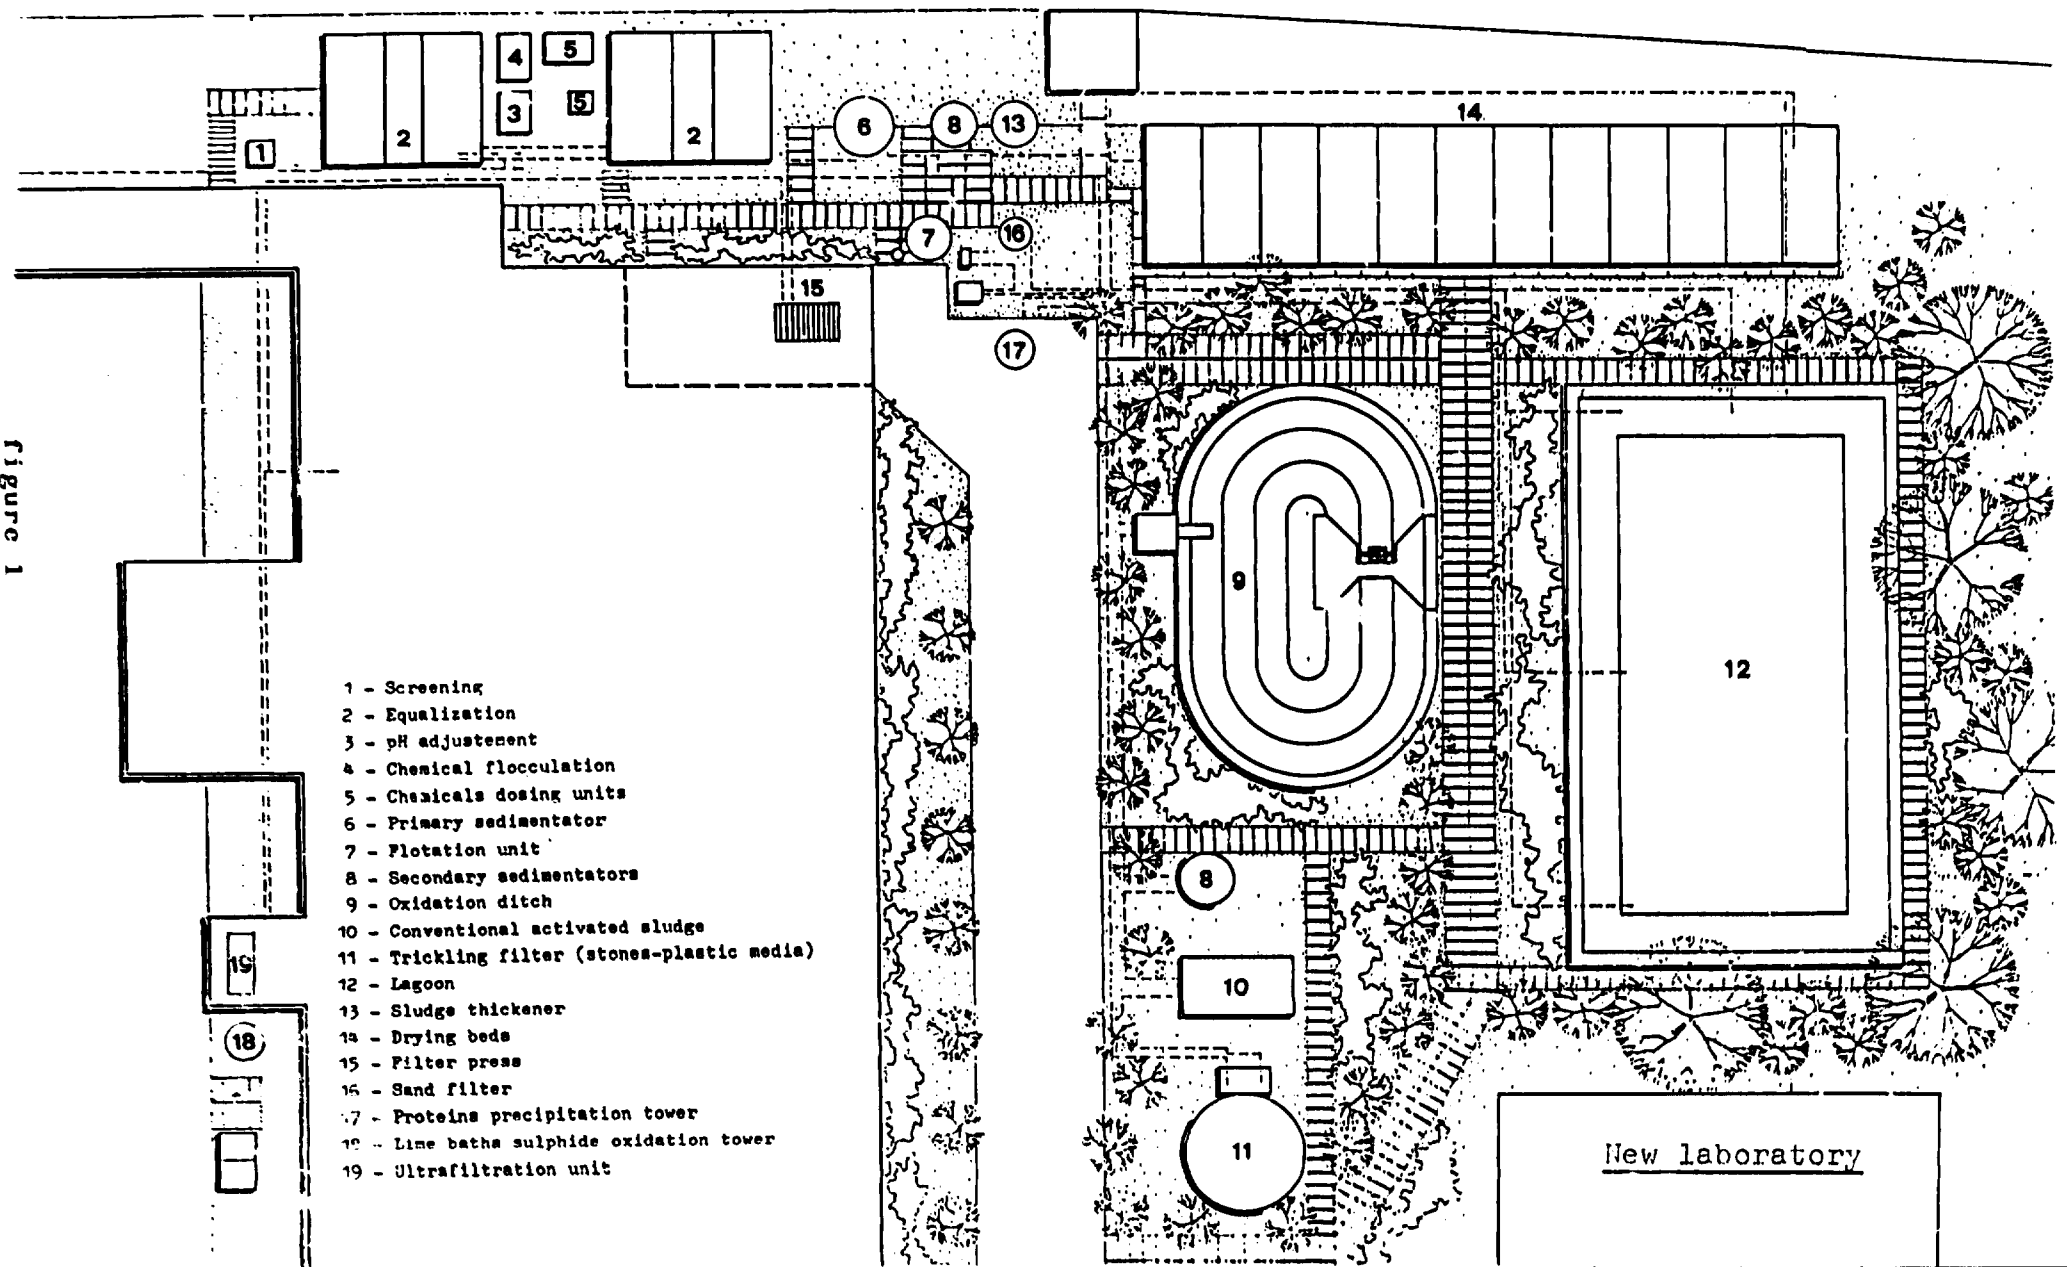 4
5
14
1
2
3
5
2
6
8
13
7
16
15
17
figure 1
9
12
1 - Screening
2 - Equalization
3 - pH adjustement
4 - Chemical flocculation
5 - Chemicals dosing units
6 - Primary sedimentator
7 - Flotation unit
8 - Secondary sedimentators
9 - Oxidation ditch
10 - Conventional activated sludge
11 - Trickling filter (stones-plastic media)
12 - Lagoon
13 - Sludge thickener
14 - Drying beds
15 - Filter press
16 - Sand filter
17 - Proteins precipitation tower
18 - Lime baths sulphide oxidation tower
19 - Ultrafiltration unit
8
19
10
18
11
New laboratory